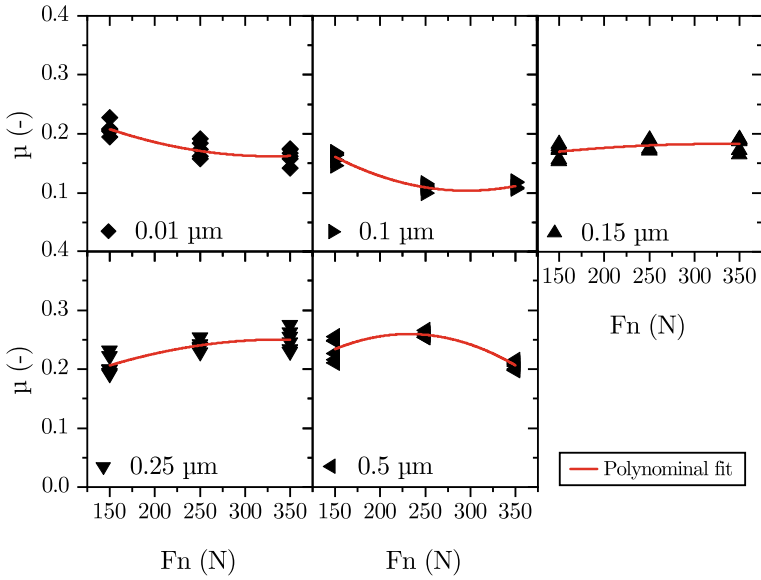 0.4
0.3
0.2
0.1
µ (-)
0.01 µm
0.1 µm
0.15 µm
0.4
150 200 250 300 350
Fn (N)
0.3
0.2
0.1
0.0
µ (-)
0.25 µm
0.5 µm
Polynominal fit
150 200 250 300 350
150 200 250 300 350
Fn (N)
Fn (N)